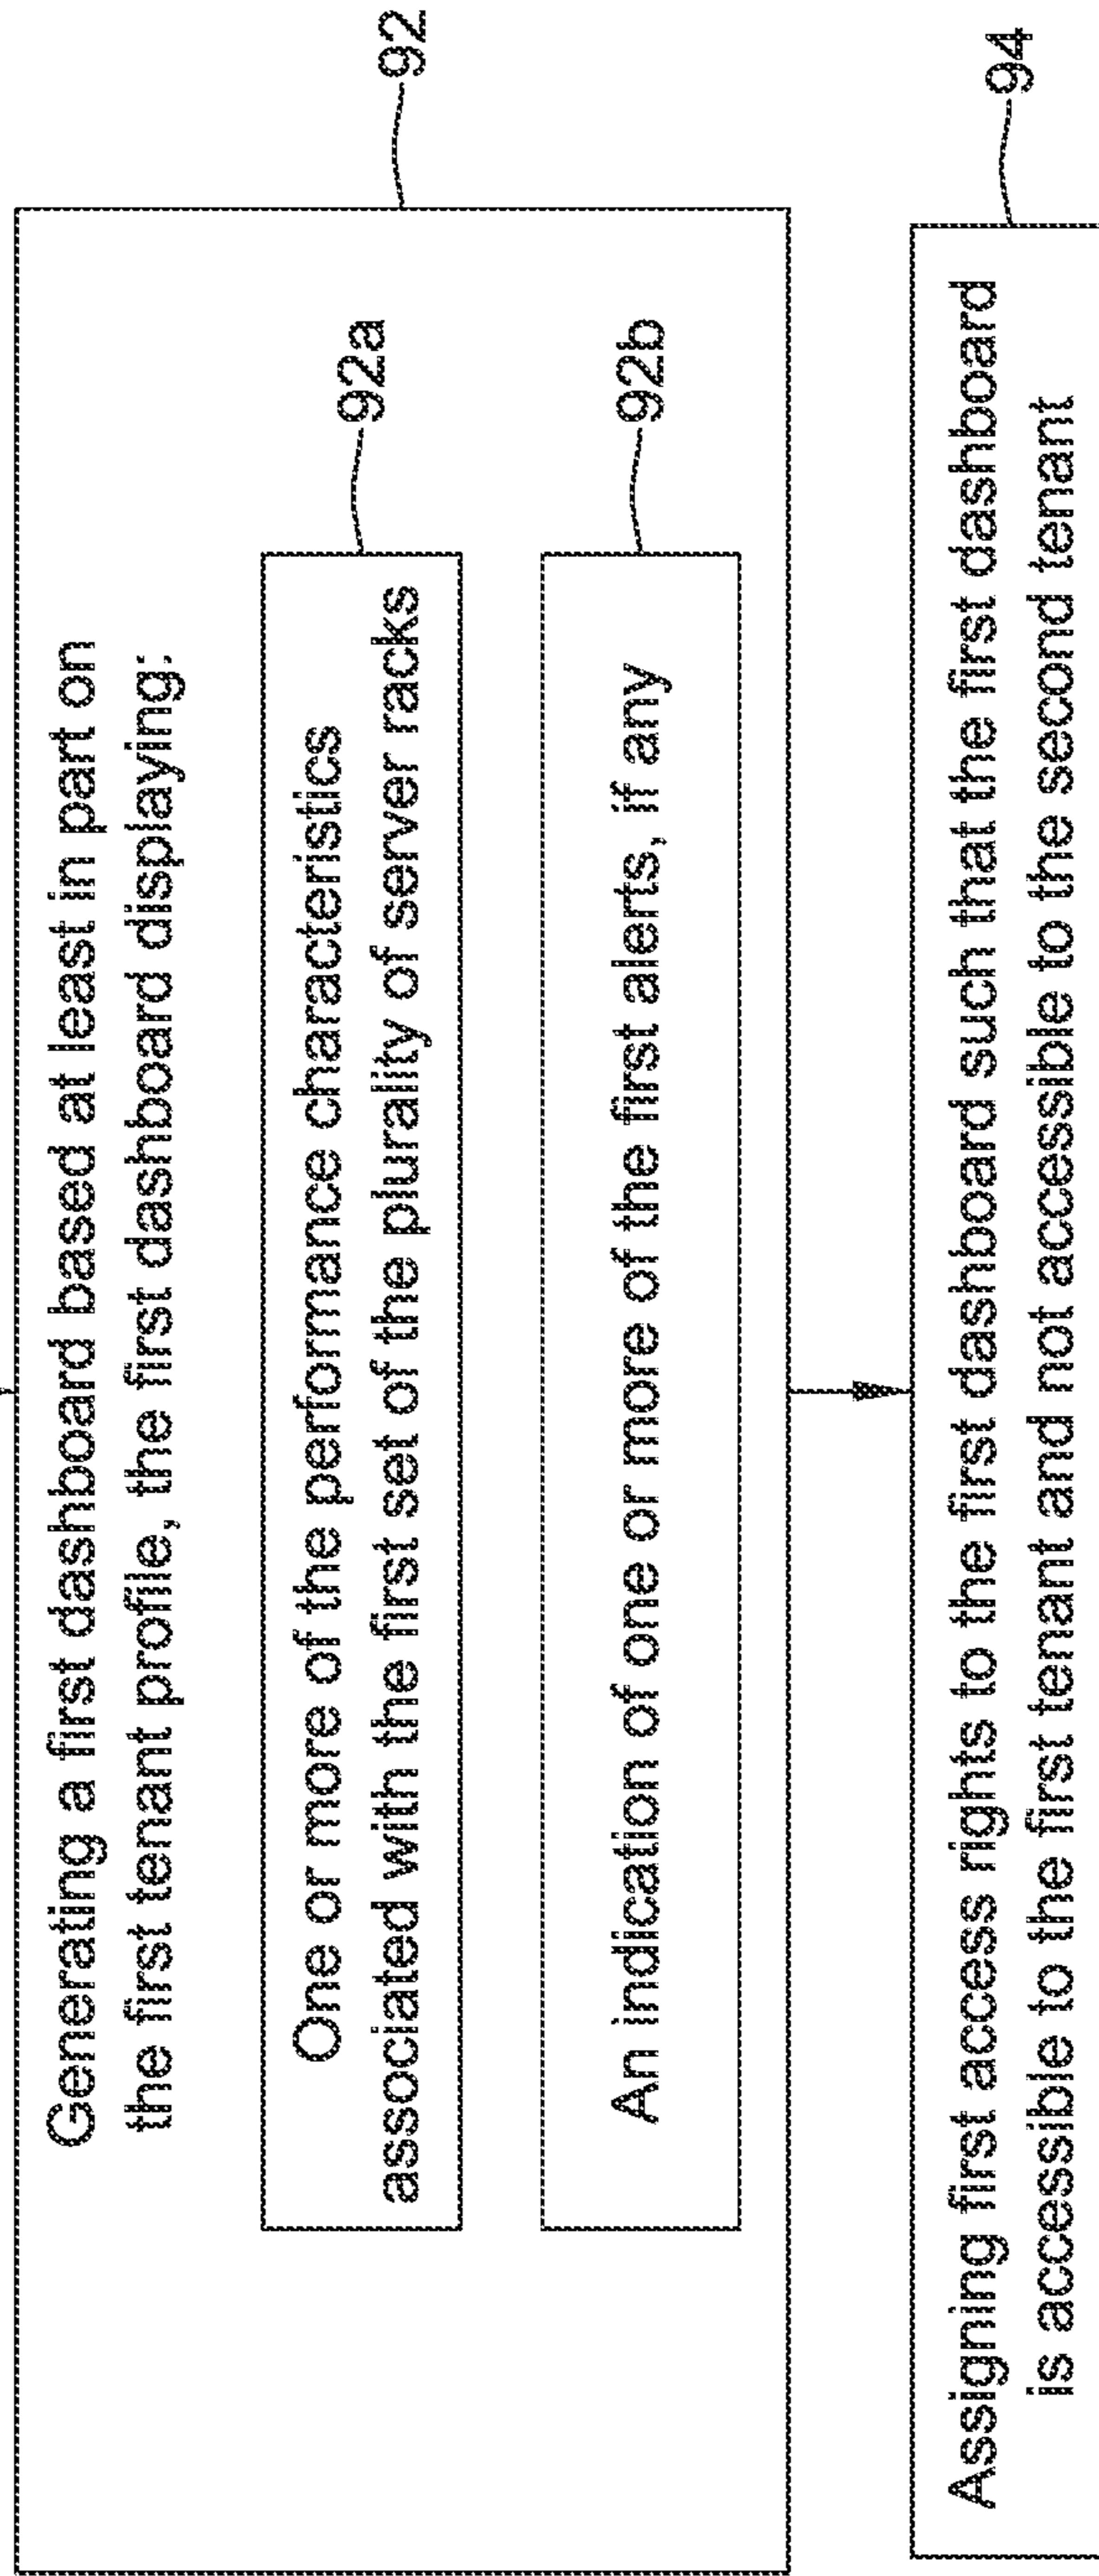 Generating a first dashboard based at least in part on
the first tenant profile, the first dashboard displaying:
92
One or more of the performance characteristics
associated with the first set of the plurality of server racks
92a
An indication of one or more of the first alerts, if any
92b
Assigning first access rights to the first dashboard such that the first dashboard
is accessible to the first tenant and not accessible to the second tenant
94